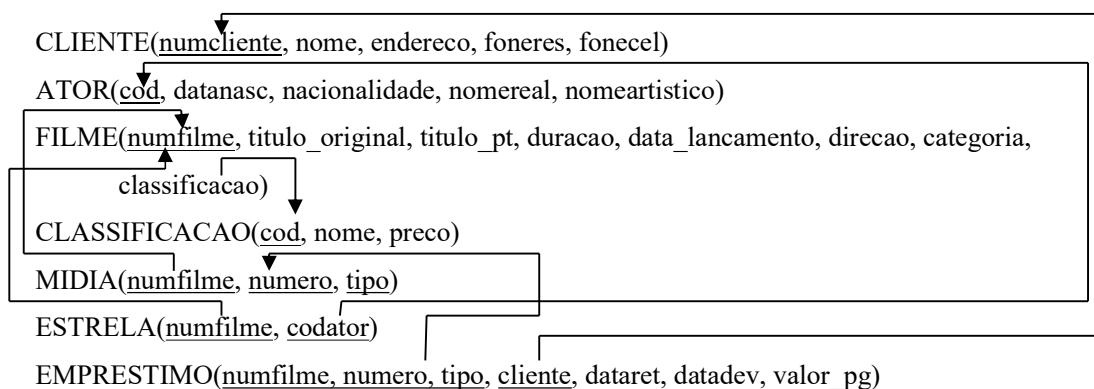 CLIENTE(numcliente, nome, endereco, foneres, fonecel)
ATOR(cod, datanasc, nacionalidade, nomereal, nomeartistico)
FILME(numfilme, titulo_original, titulo_pt, duracao, data_lancamento, direcao, categoria,
classificacao)
CLASSIFICACAO(cod, nome, preco)
MIDIA(numfilme, numero, tipo)
ESTRELA(numfilme, codator)
EMPRESTIMO(numfilme, numero, tipo, cliente, dataret, datadev, valor_pg)